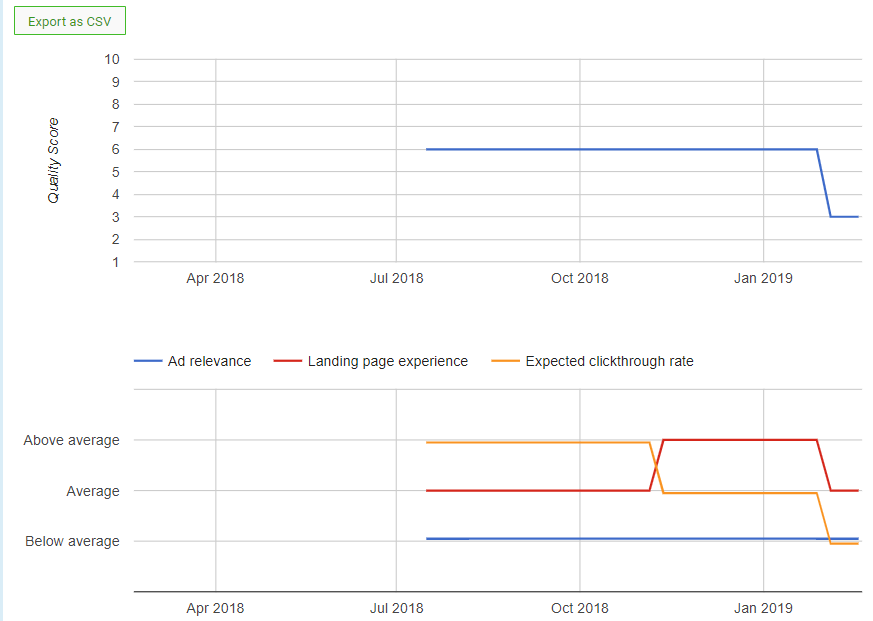 Export as CSV
10
9
8
7
6
5
4
3
2
1
Quality Score
Apr 2018 Jul 2018 Oct 2018 Jan 2019
Ad relevance Landing page experience Expected clickthrough rate
Above average
Average
Below average
Apr 2018 Jul 2018 Oct 2018 Jan 2019